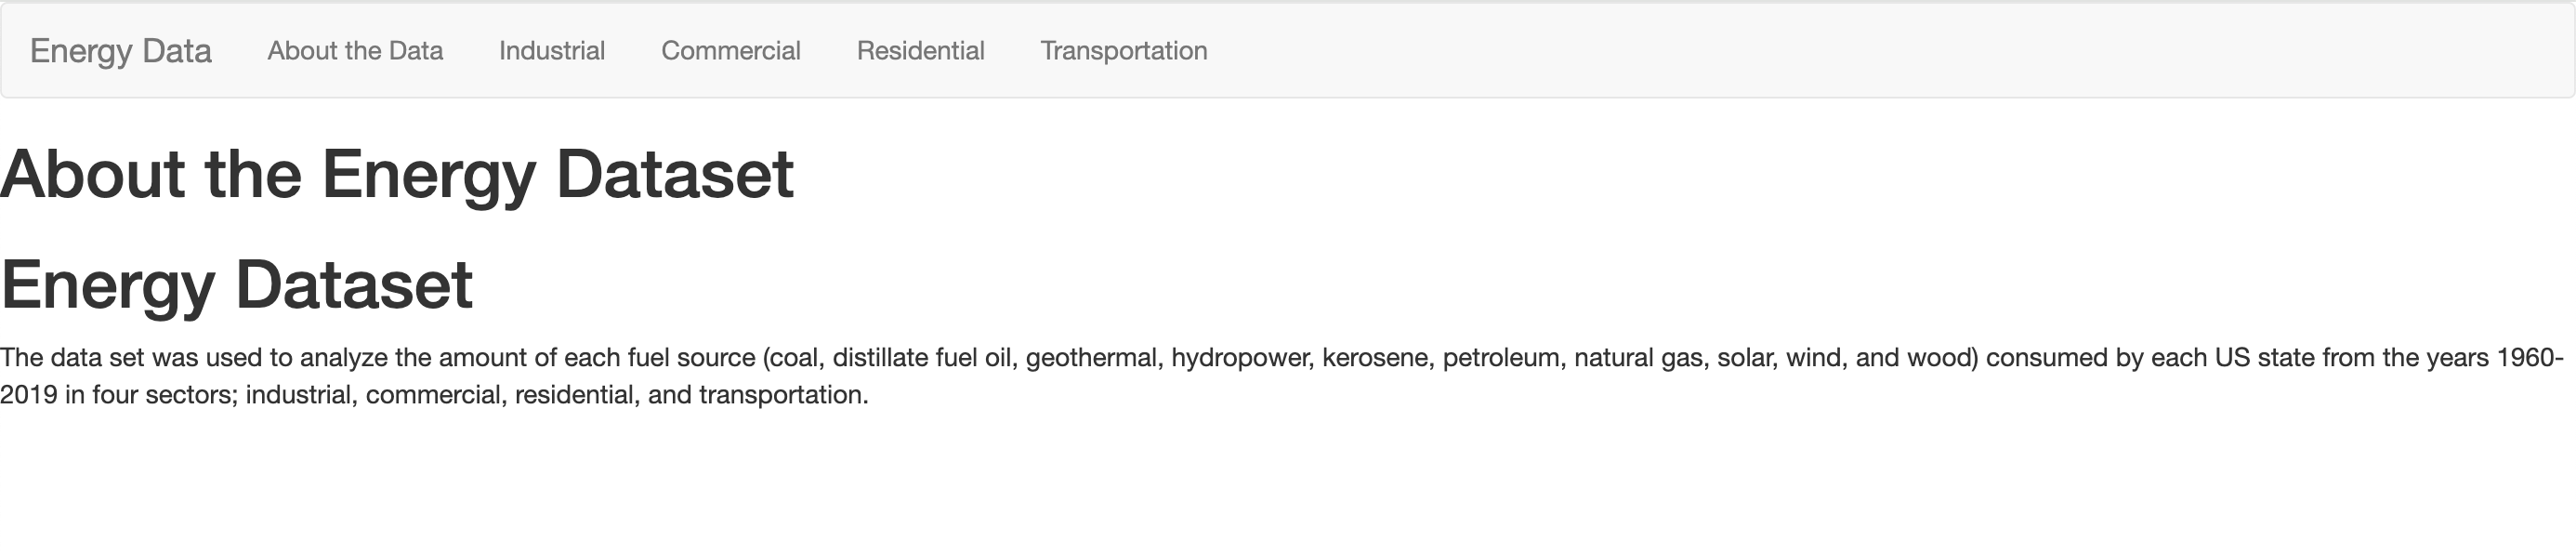 Energy Data About the Data Industrial Commercial Residential Transportation
About the Energy Dataset
Energy Dataset
The data set was used to analyze the amount of each fuel source (coal, distillate fuel oil, geothermal, hydropower, kerosene, petroleum, natural gas, solar, wind, and wood) consumed by each US state from the years 1960-
2019 in four sectors; industrial, commercial, residential, and transportation.